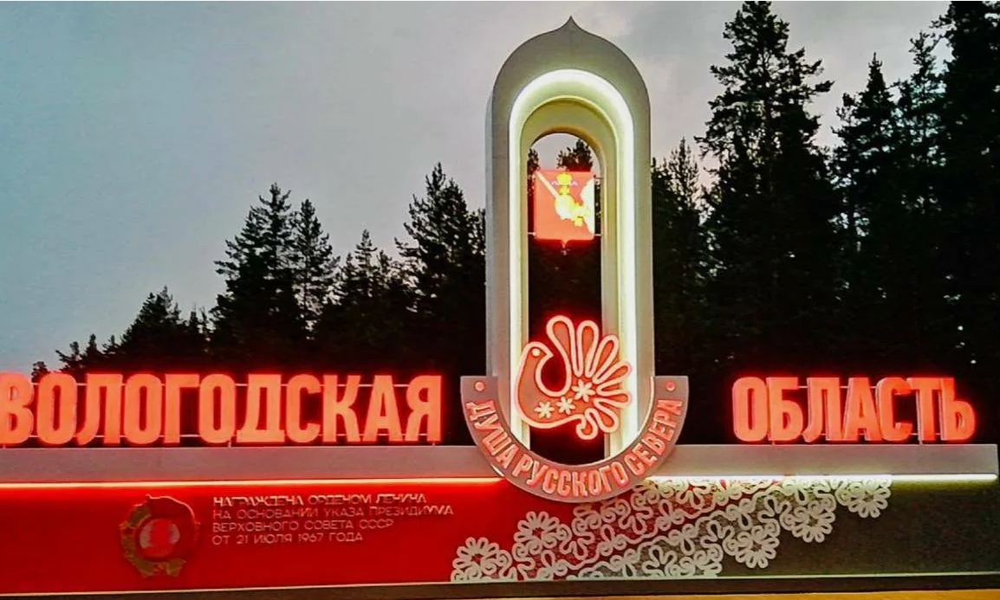 ВОЛОГОДСКАЯ ОБЛАСТЬ
ДУША РУССКОГО СЕВЕРА
НАГРАЖДЕНА ОРДЕНОМ ЛЕНИНА
НА ОСНОВАНИИ УКАЗА ПРЕЗИДИУМА
ВЕРХОВНОГО СОВЕТА СССР
ОТ 21 ИЮЛЯ 1967 ГОДА